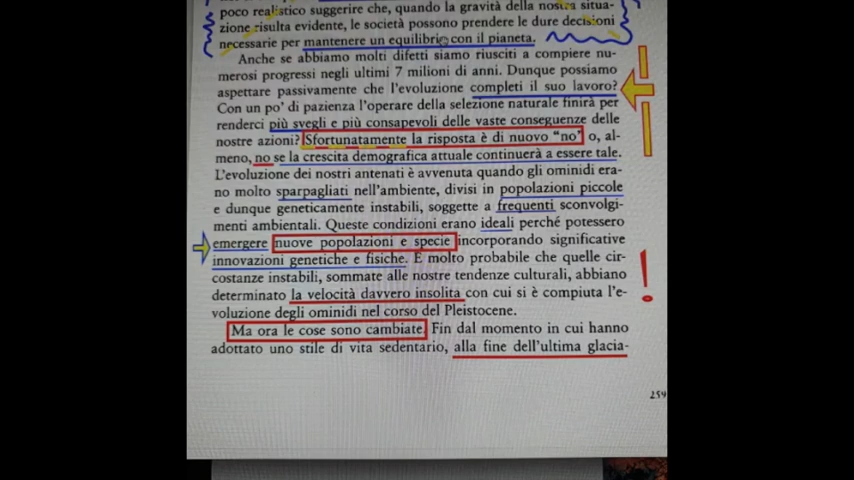 poco realistico suggerire che, quando la gravità della nostra situa-
zione risulta evidente, le società possono prendere le dure decisioni
necessarie per mantenere un equilibrio con il pianeta.
Anche se abbiamo molti difetti siamo riusciti a compiere nu-
merosi progressi negli ultimi 7 milioni di anni. Dunque possiamo
aspettare passivamente che l'evoluzione completi il suo lavoro?
Con un po' di pazienza l'operare della selezione naturale finirà per
renderci più svegli e più consapevoli delle vaste conseguenze delle
nostre azioni? Sfortunatamente la risposta è di nuovo "no" o, al-
meno, no se la crescita demografica attuale continuerà a essere tale.
L'evoluzione dei nostri antenati è avvenuta quando gli ominidi era-
no molto sparpagliati nell'ambiente, divisi in popolazioni piccole
e dunque geneticamente instabili, soggette a frequenti sconvolgi-
menti ambientali. Queste condizioni erano ideali perché potessero
emergere nuove popolazioni e specie incorporando significative
innovazioni genetiche e fisiche. È molto probabile che quelle cir-
costanze instabili, sommate alle nostre tendenze culturali, abbiano
determinato la velocità davvero insolita con cui si è compiuta l'e-
voluzione degli ominidi nel corso del Pleistocene.
Ma ora le cose sono cambiate. Fin dal momento in cui hanno
adottato uno stile di vita sedentario, alla fine dell'ultima glacia-
259